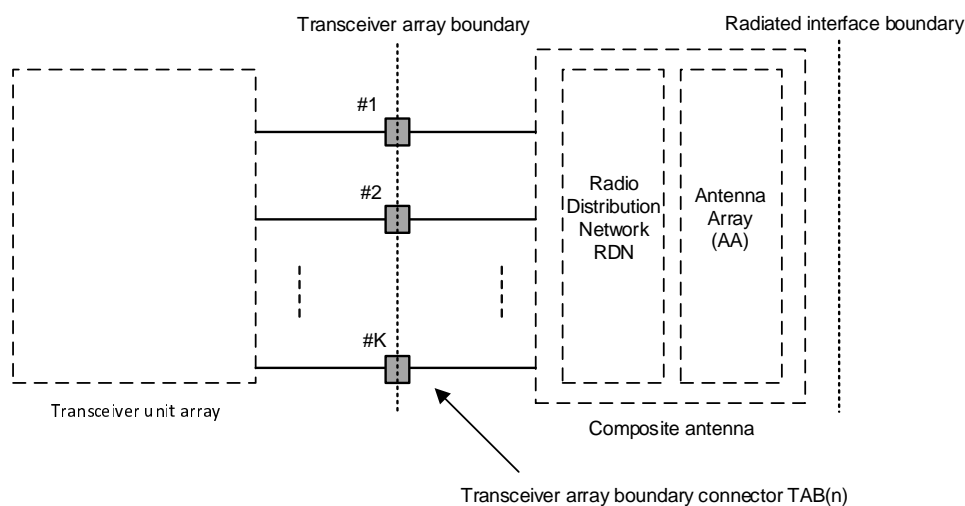 Transceiver array boundary
Radiated interface boundary
#1
#2
#K
Radio
Distribution
Network
RDN
Antenna
Array
(AA)
Transceiver unit array
Composite antenna
Transceiver array boundary connector TAB(n)